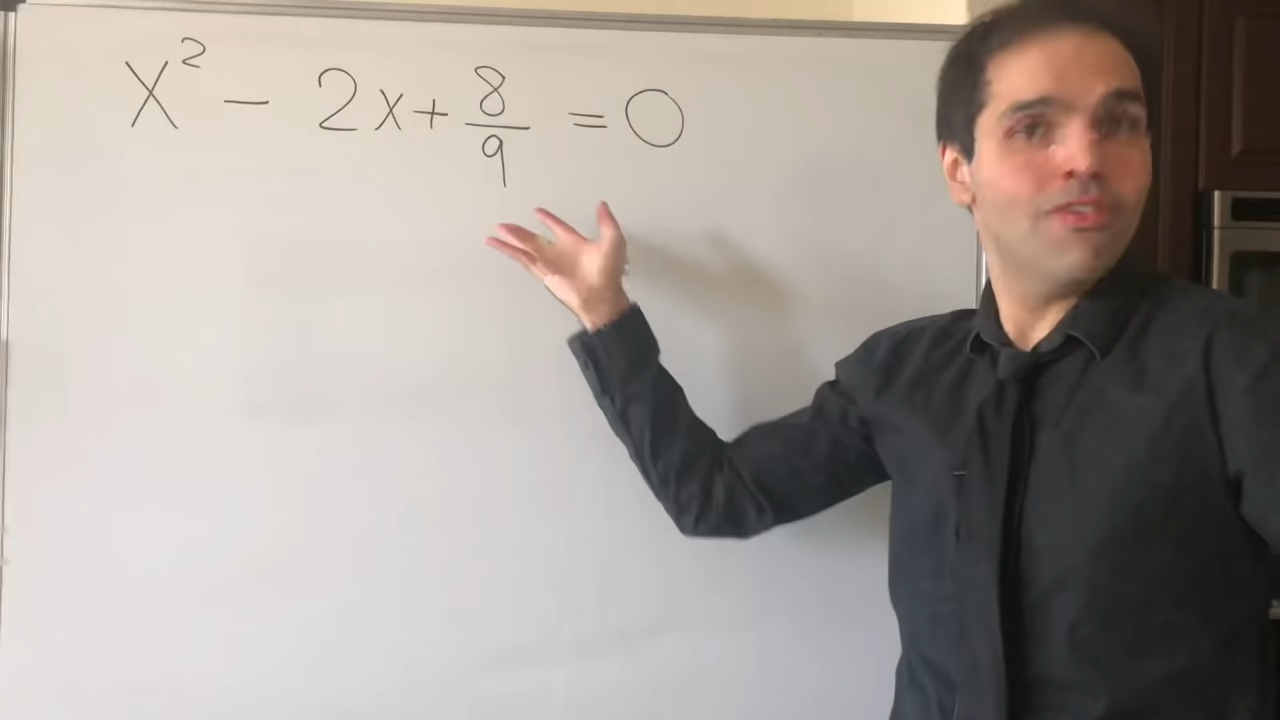 x² - 2x + 8/9 = 0